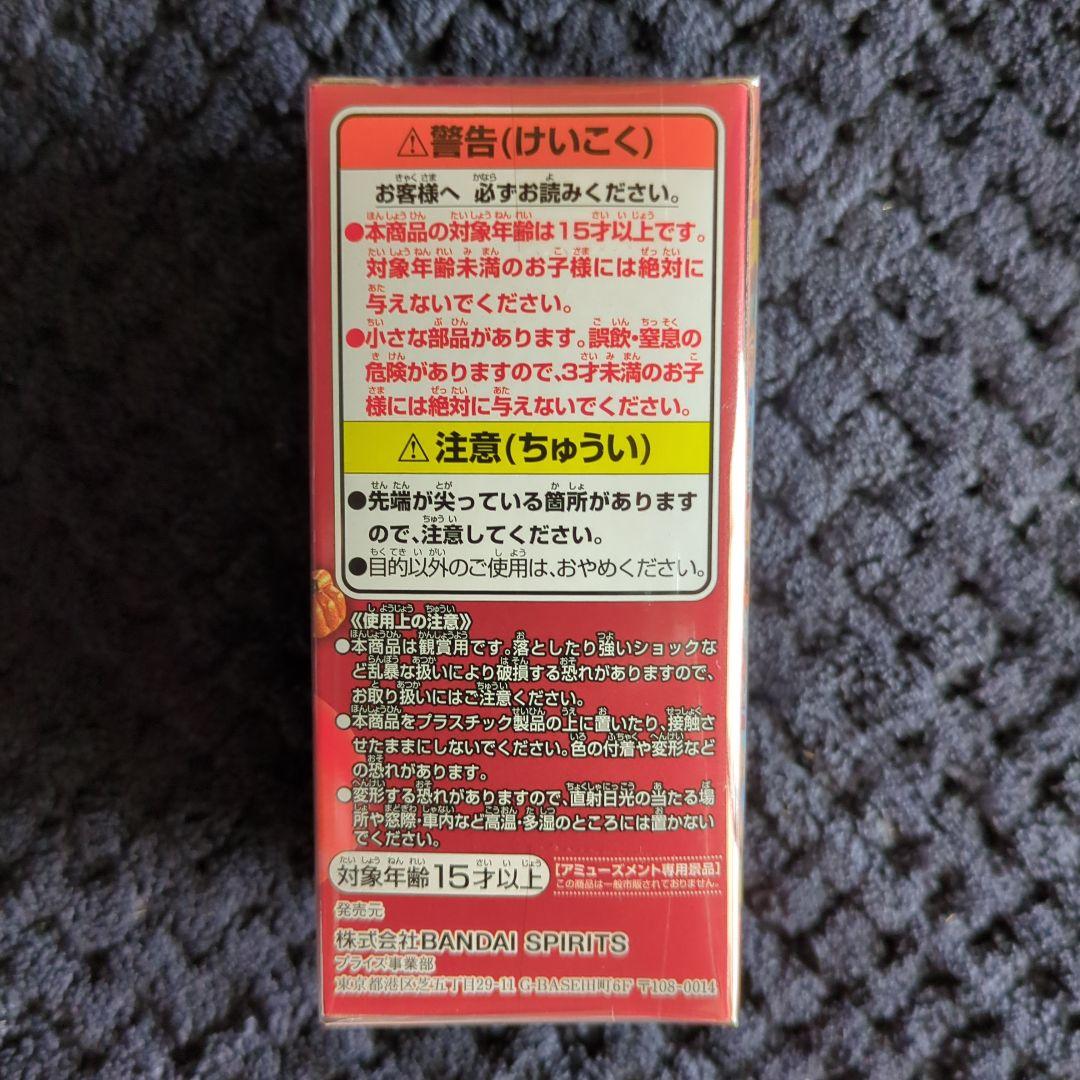 ⚠警告(けいこく)
お客様へ 必ずお読みください。
●本商品の対象年齢は15才以上です。
対象年齢未満のお子様には絶対に
与えないでください。
●小さな部品があります。誤飲・窒息の
危険がありますので、3才未満のお子
様には絶対に与えないでください。
⚠注意(ちゅうい)
●先端が尖っている箇所があります
ので、注意してください。
●目的以外のご使用は、おやめください。
《使用上の注意》
●本商品は観賞用です。落としたり強いショックな
ど乱暴な扱いにより破損する恐れがありますので、
お取り扱いにはご注意ください。
●本商品をプラスチック製品の上に置いたり、接触さ
せたままにしないでください。色の付着や変形など
の恐れがあります。
●変形する恐れがありますので、直射日光の当たる場
所や窓際・車内など高温・多湿のところには置かない
でください。
対象年齢15才以上
[アミューズメント専用景品]
この商品は一般市販されておりません。
発売元
株式会社BANDAI SPIRITS
プライズ事業部
東京都港区芝五丁目29-11 G-BASE田町6F 〒108-0014